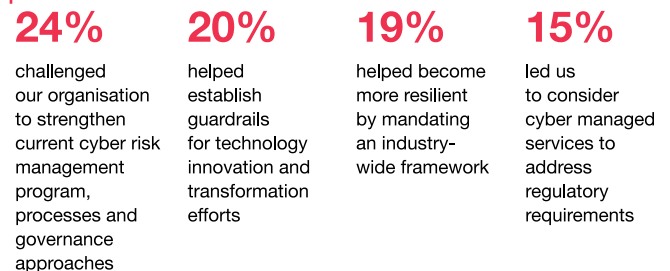 24%
challenged
our organisation
to strengthen
current cyber risk
management
program,
processes and
governance
approaches
20%
helped
establish
guardrails
for technology
innovation and
transformation
efforts
19%
helped become
more resilient
by mandating
an industry-
wide framework
15%
led us
to consider
cyber managed
services to
address
regulatory
requirements